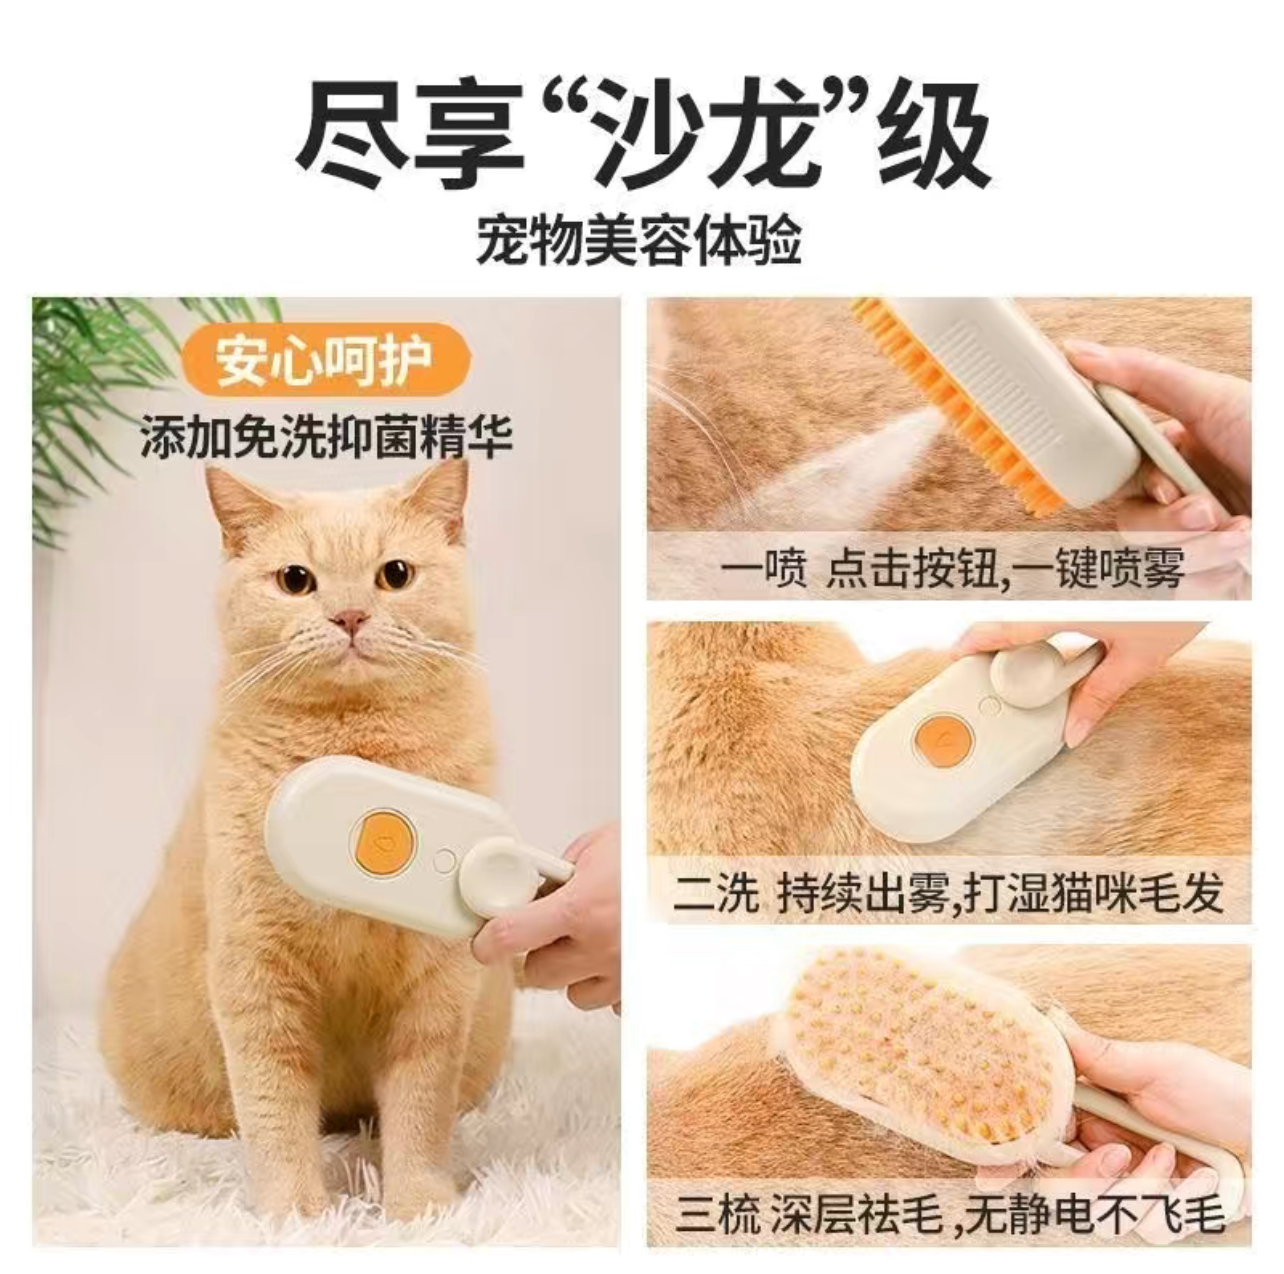 尽享“沙龙”级
宠物美容体验
安心呵护
添加免洗抑菌精华
一喷 点击按钮,一键喷雾
二洗 持续出雾,打湿猫咪毛发
三梳 深层祛毛,无静电不飞毛